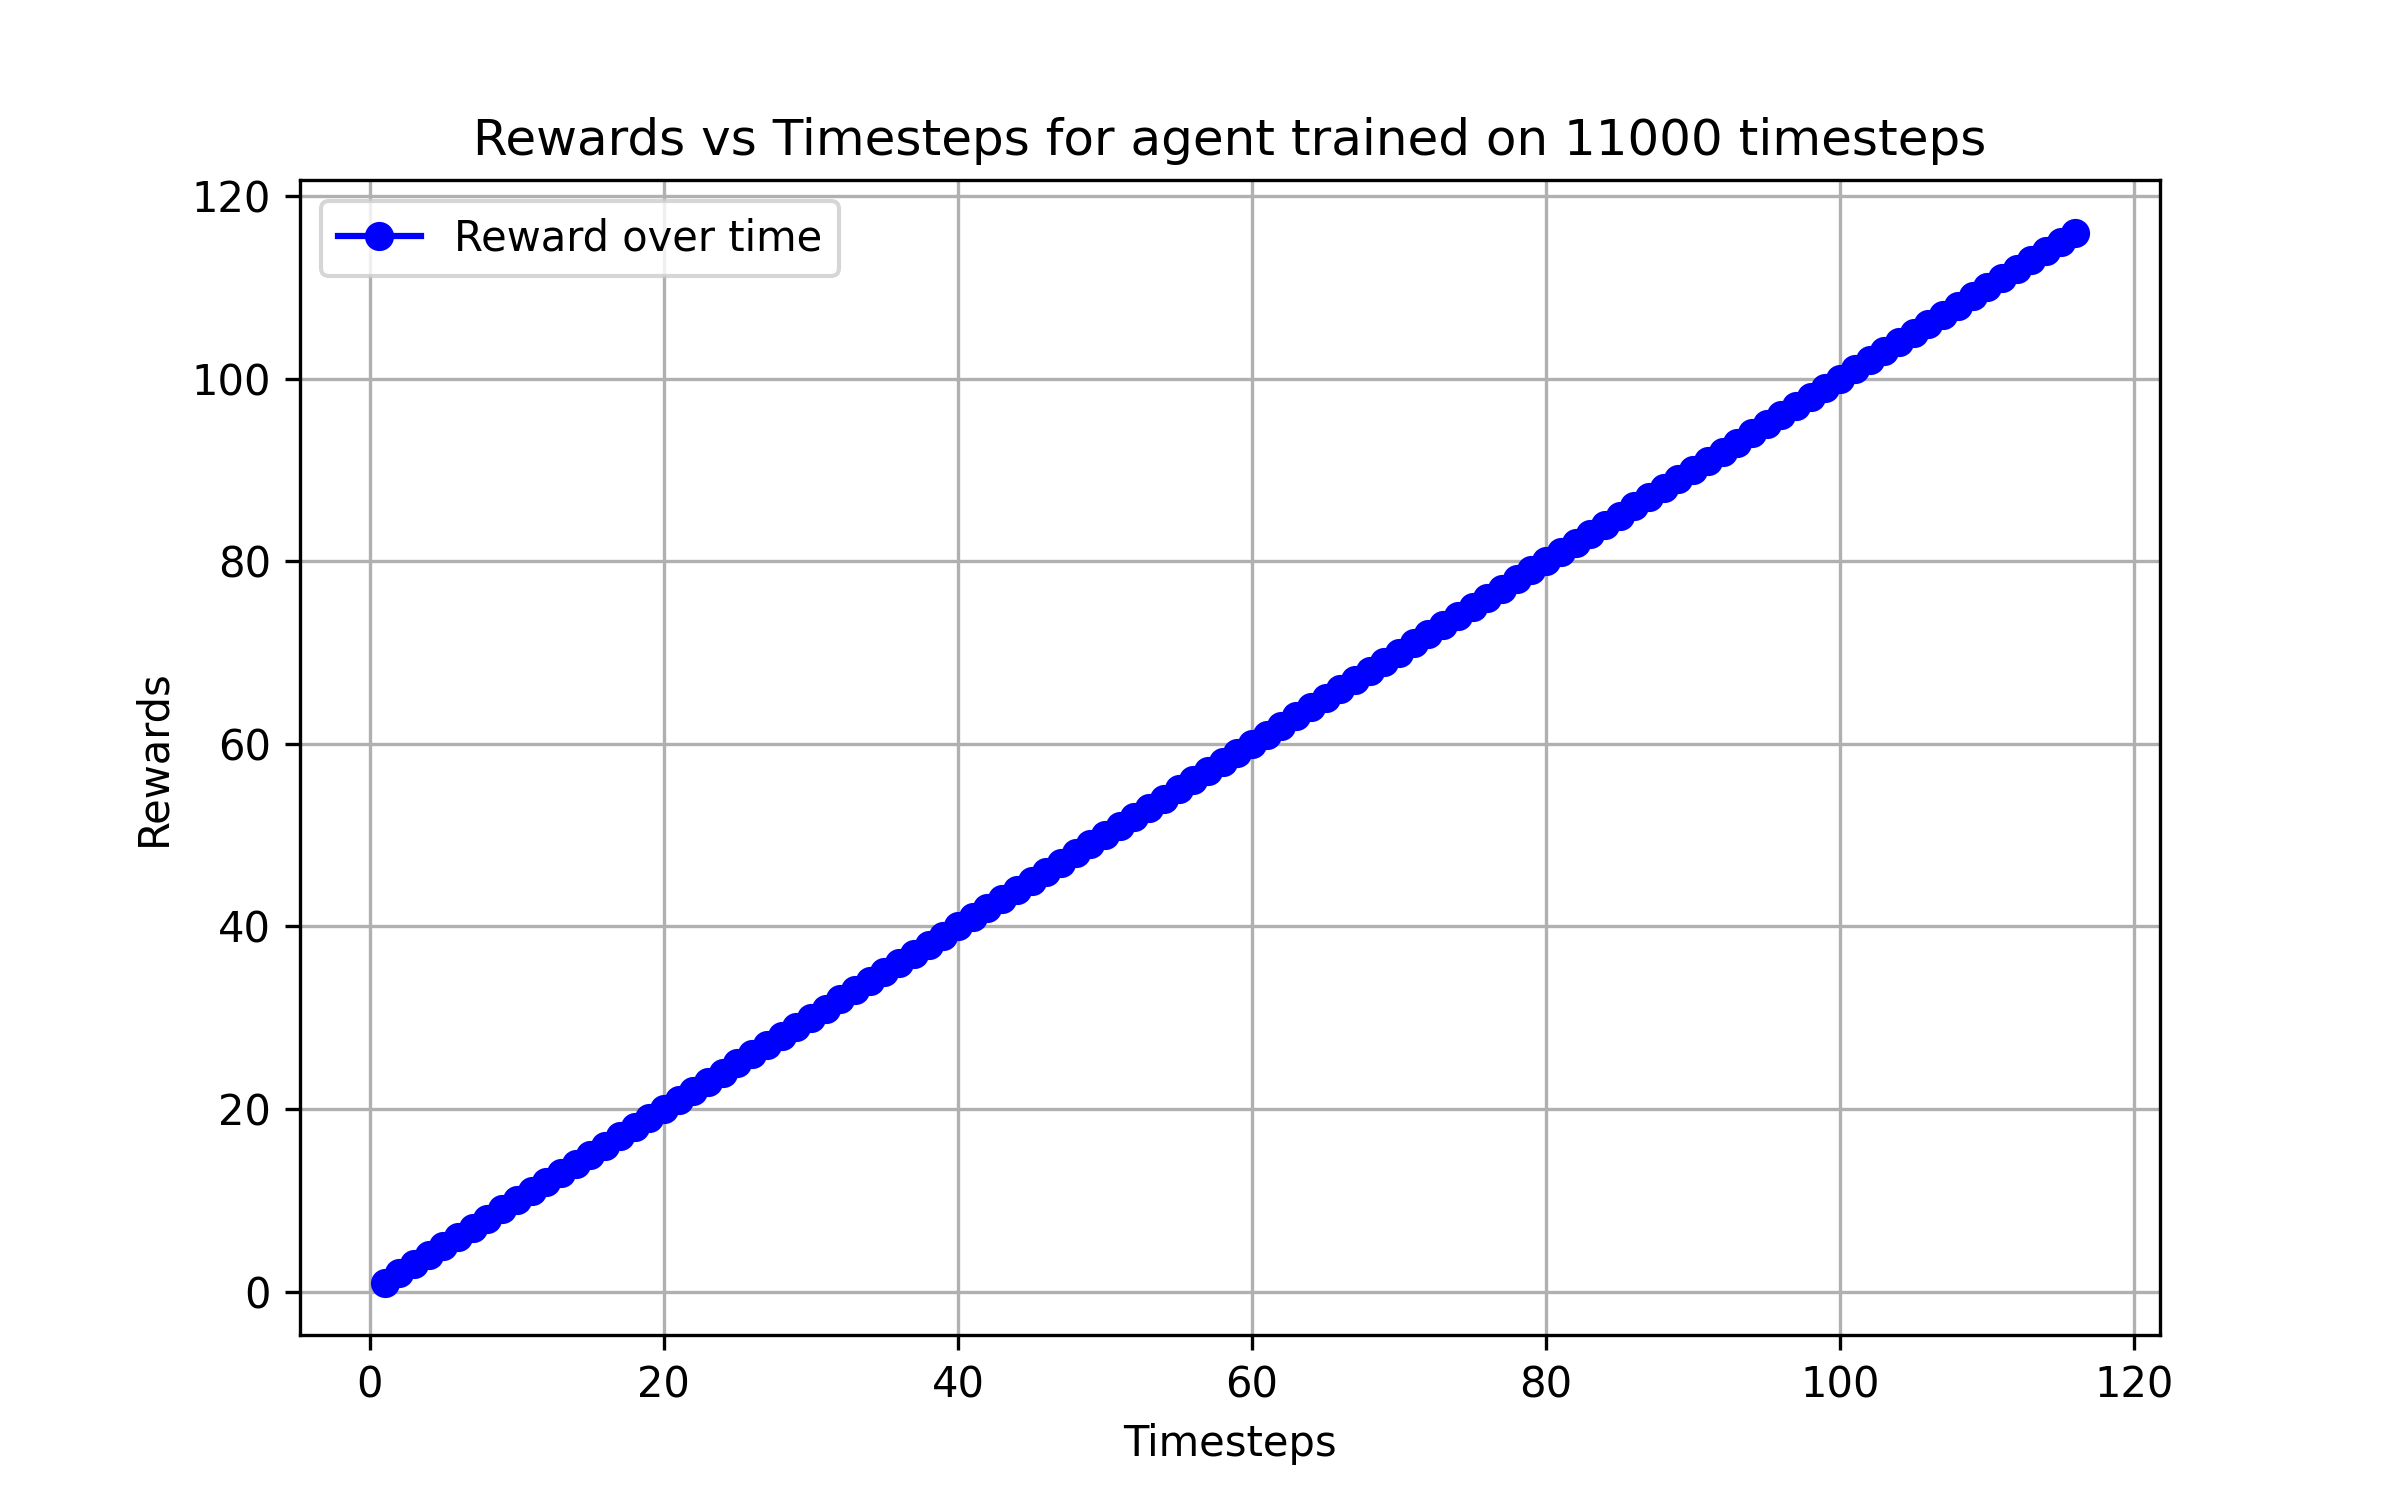 Rewards vs Timesteps for agent trained on 11000 timesteps
Reward over time
120
100
80
60
40
20
0
Rewards
0 20 40 60 80 100 120
Timesteps